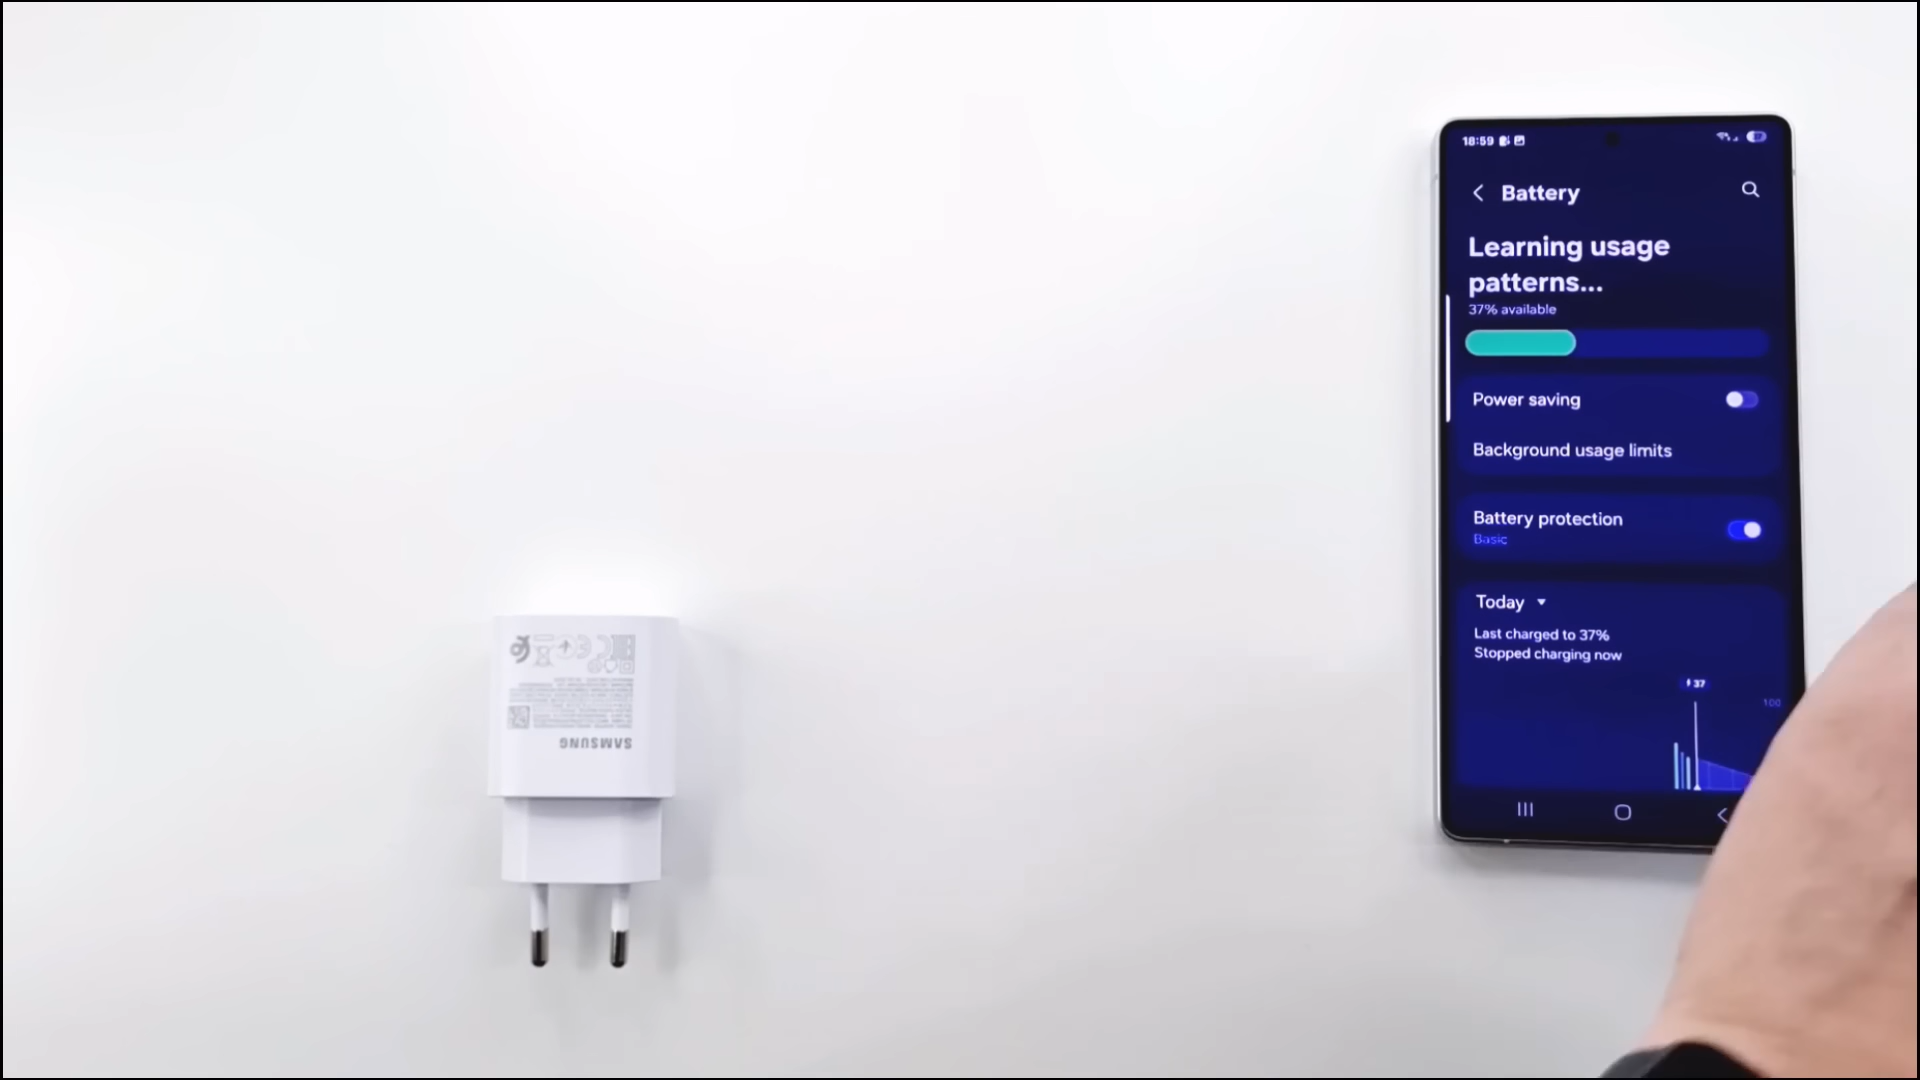 SAMSUNG
18:59
Battery
Learning usage
patterns...
37% available
Power saving
Background usage limits
Battery protection
Basic
Today
Last charged to 37%
Stopped charging now
37
100